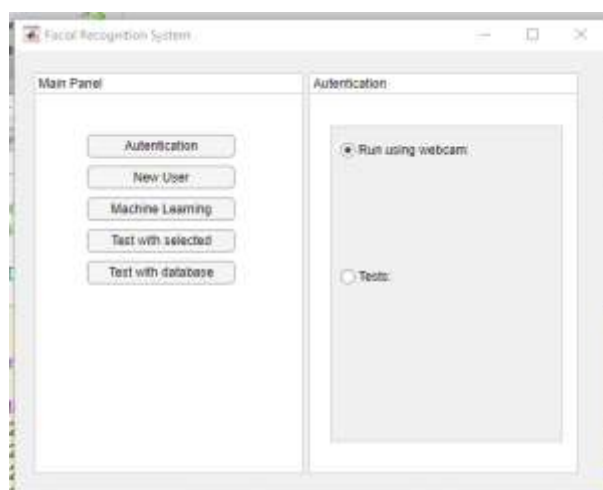 Facial Recognition System
Main Panel
Autentication
New User
Machine Learning
Test with selected
Test with database
Autentication
Run using webcam
Tests: